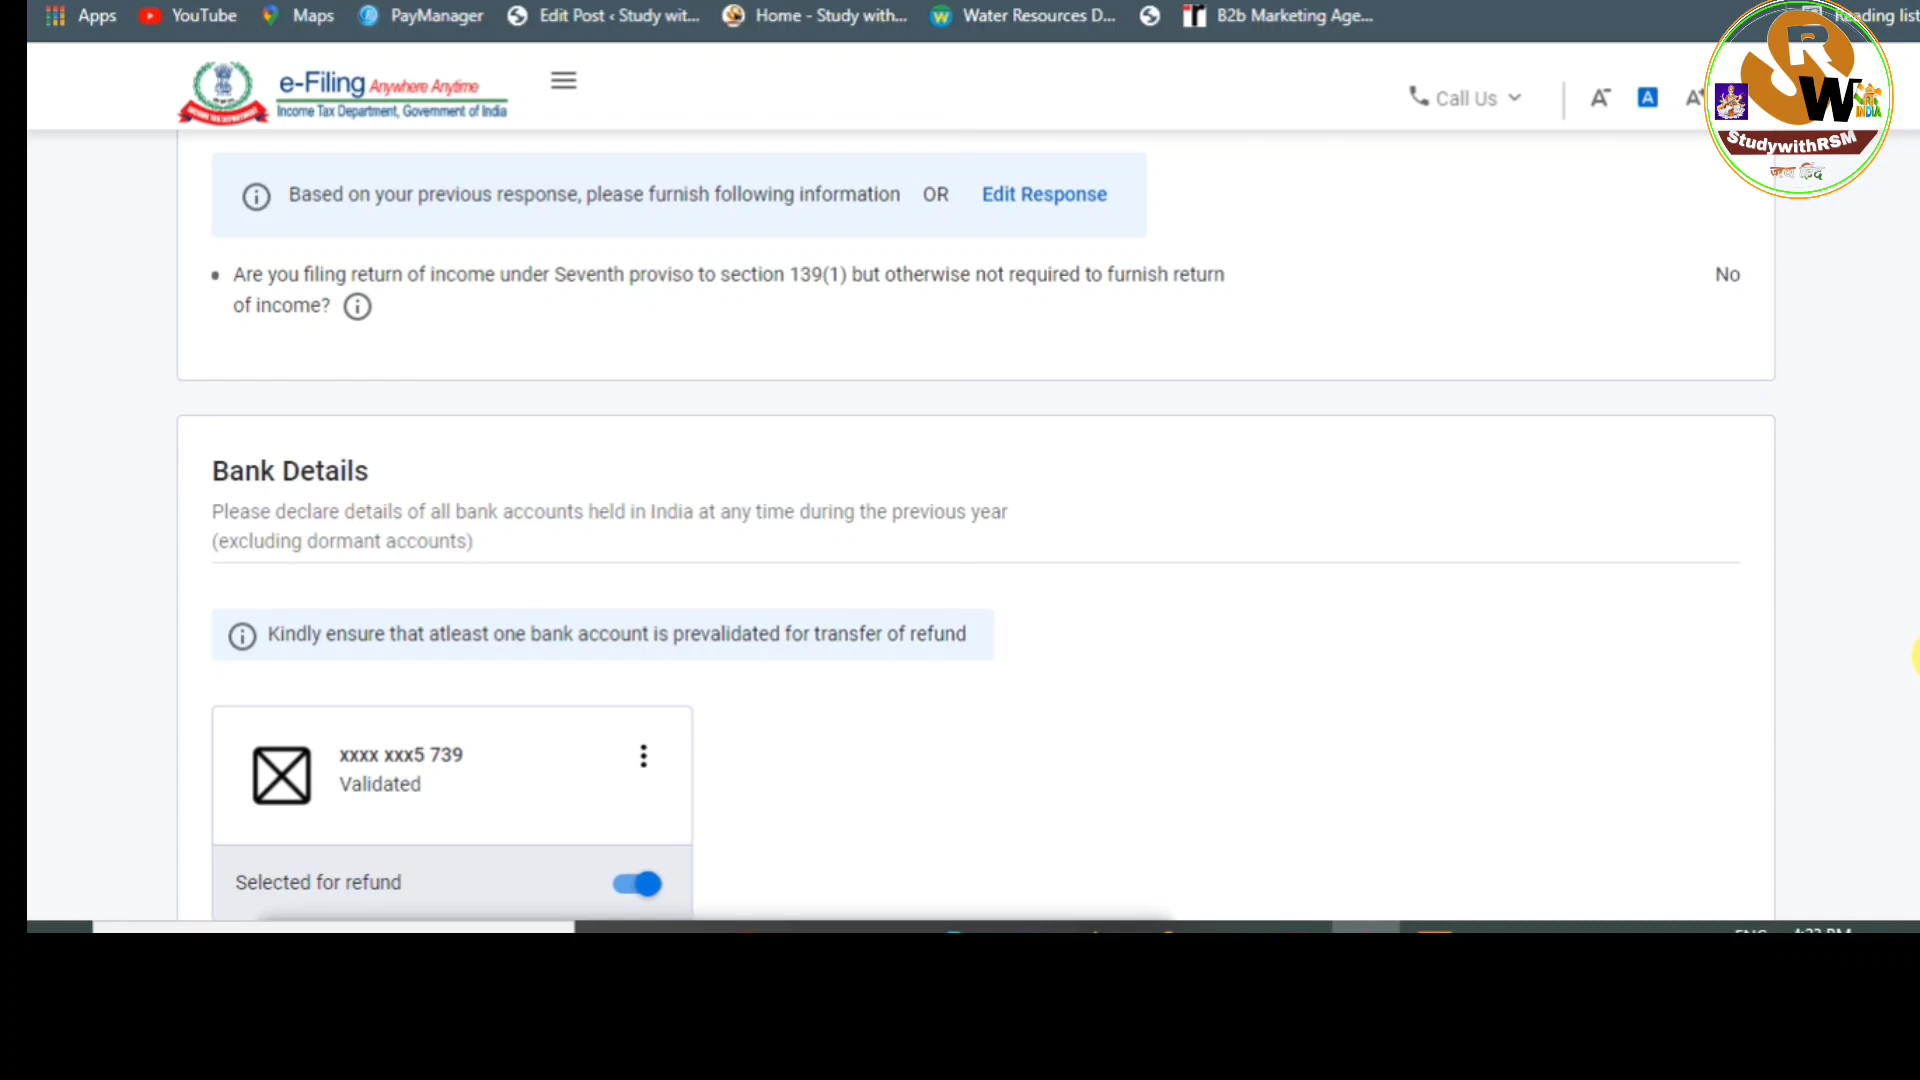 Apps
YouTube
Maps
PayManager
Edit Post ‹ Study wit...
Home - Study with...
Water Resources D...
B2b Marketing Age...
Reading list
e-Filing Anywhere Anytime
Income Tax Department, Government of India
Call Us
A-
A
A+
RSM
W
INDIA
StudywithRSM
जय हिंद
Based on your previous response, please furnish following information OR Edit Response
Are you filing return of income under Seventh proviso to section 139(1) but otherwise not required to furnish return
No
of income?
Bank Details
Please declare details of all bank accounts held in India at any time during the previous year
(excluding dormant accounts)
Kindly ensure that atleast one bank account is prevalidated for transfer of refund
xxxx xxx5 739
Validated
Selected for refund